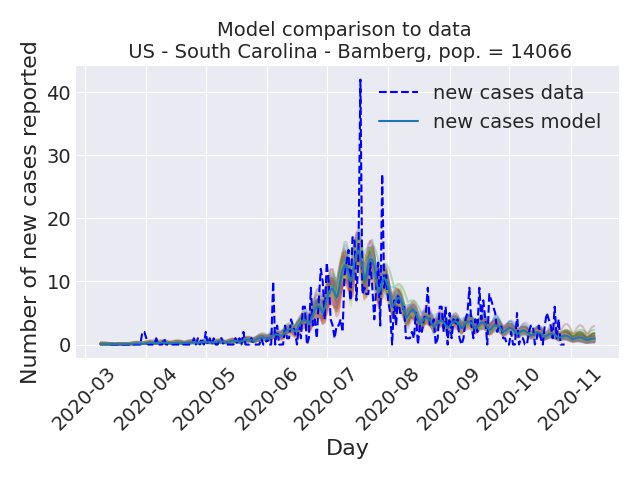 Model comparison to data
US - South Carolina - Bamberg, pop. = 14066
Number of new cases reported
40
30
20
10
0
new cases data
new cases model
2020-03
2020-04
2020-05
2020-06
2020-07
2020-08
2020-09
2020-10
2020-11
Day